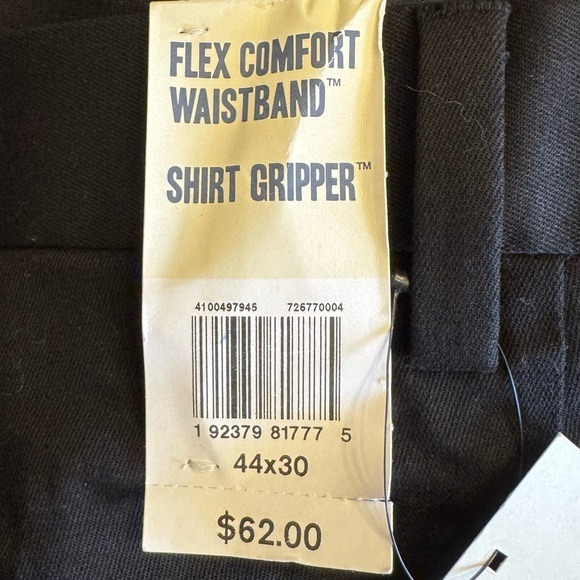 FLEX COMFORT
WAISTBAND™
SHIRT GRIPPER™
4100497945 726770004
1 92379 81777 5
44x30
$62.00